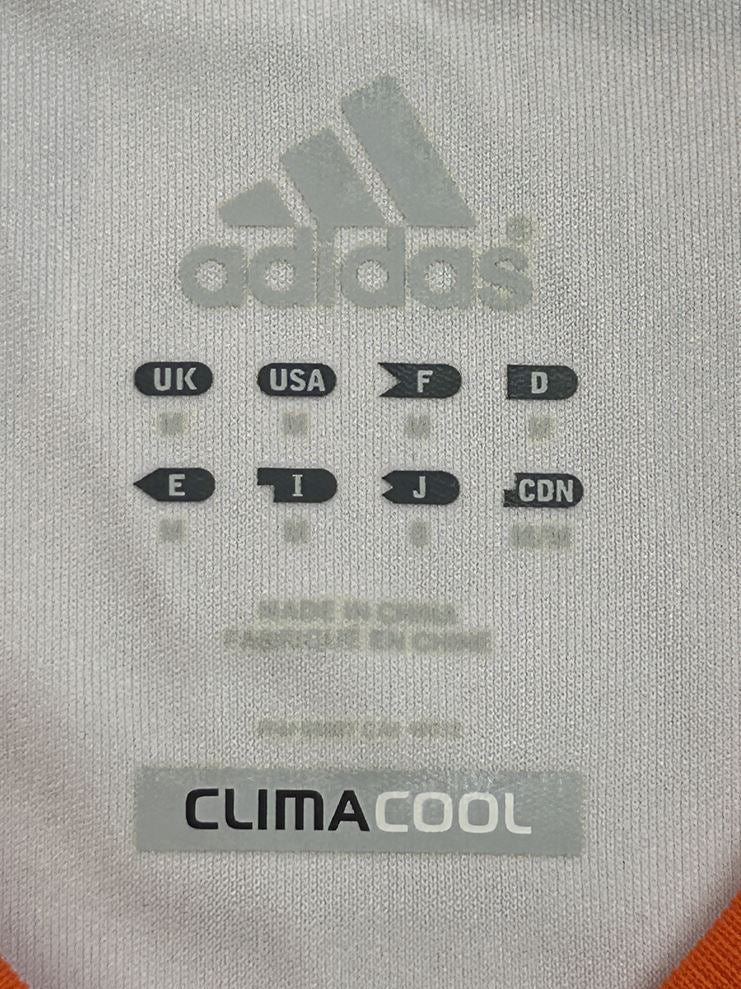 adidas®
UK USA F D
M M M M
E I J CDN
M M
MADE IN CHINA
FABRIQUÉ EN CHINE
CLIMACOOL